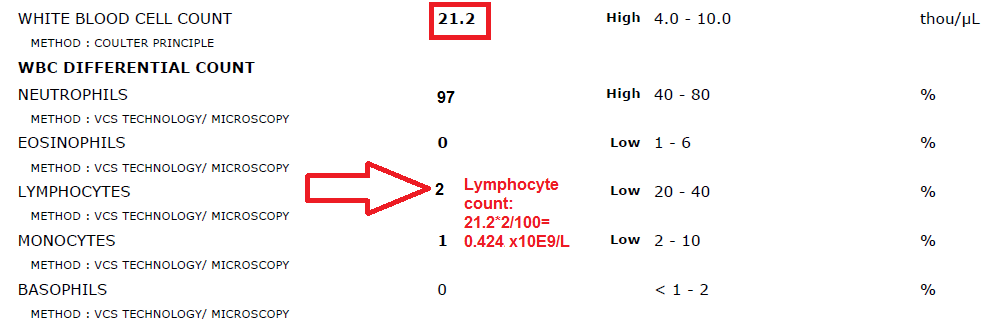 WHITE BLOOD CELL COUNT 21.2 High 4.0 - 10.0 thou/µL
METHOD : COULTER PRINCIPLE
WBC DIFFERENTIAL COUNT
NEUTROPHILS 97 High 40 - 80 %
METHOD : VCS TECHNOLOGY/ MICROSCOPY
EOSINOPHILS 0 Low 1 - 6 %
METHOD : VCS TECHNOLOGY/ MICROSCOPY
LYMPHOCYTES 2 Low 20 - 40 %
Lymphocyte
count:
21.2*2/100=
0.424 x10E9/L
METHOD : VCS TECHNOLOGY/ MICROSCOPY
MONOCYTES 1 Low 2 - 10 %
METHOD : VCS TECHNOLOGY/ MICROSCOPY
BASOPHILS 0 < 1 - 2 %
METHOD : VCS TECHNOLOGY/ MICROSCOPY